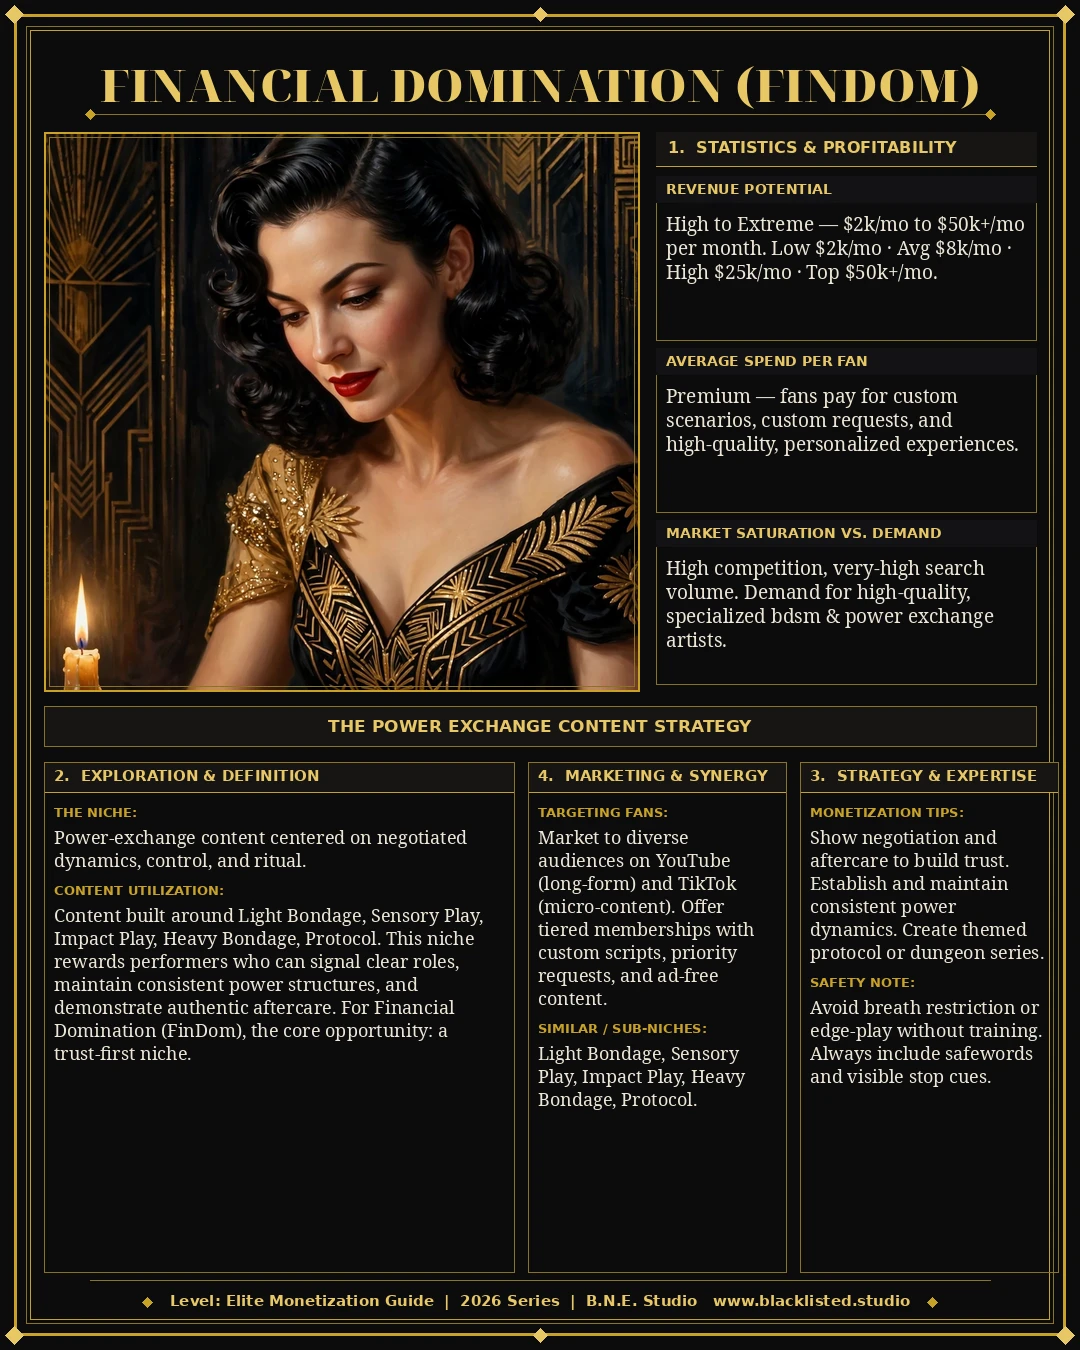 FINANCIAL DOMINATION (FINDOM)
1. STATISTICS & PROFITABILITY
REVENUE POTENTIAL
High to Extreme — $2k/mo to $50k+/mo
per month. Low $2k/mo · Avg $8k/mo ·
High $25k/mo · Top $50k+/mo.
AVERAGE SPEND PER FAN
Premium — fans pay for custom
scenarios, custom requests, and
high-quality, personalized experiences.
MARKET SATURATION VS. DEMAND
High competition, very-high search
volume. Demand for high-quality,
specialized bdsm & power exchange
artists.
THE POWER EXCHANGE CONTENT STRATEGY
2. EXPLORATION & DEFINITION
THE NICHE:
Power-exchange content centered on negotiated
dynamics, control, and ritual.
CONTENT UTILIZATION:
Content built around Light Bondage, Sensory Play,
Impact Play, Heavy Bondage, Protocol. This niche
rewards performers who can signal clear roles,
maintain consistent power structures, and
demonstrate authentic aftercare. For Financial
Domination (FinDom), the core opportunity: a
trust-first niche.
4. MARKETING & SYNERGY
TARGETING FANS:
Market to diverse
audiences on YouTube
(long-form) and TikTok
(micro-content). Offer
tiered memberships with
custom scripts, priority
requests, and ad-free
content.
SIMILAR / SUB-NICHES:
Light Bondage, Sensory
Play, Impact Play, Heavy
Bondage, Protocol.
3. STRATEGY & EXPERTISE
MONETIZATION TIPS:
Show negotiation and
aftercare to build trust.
Establish and maintain
consistent power
dynamics. Create themed
protocol or dungeon series.
SAFETY NOTE:
Avoid breath restriction or
edge-play without training.
Always include safewords
and visible stop cues.
Level: Elite Monetization Guide | 2026 Series | B.N.E. Studio www.blacklisted.studio